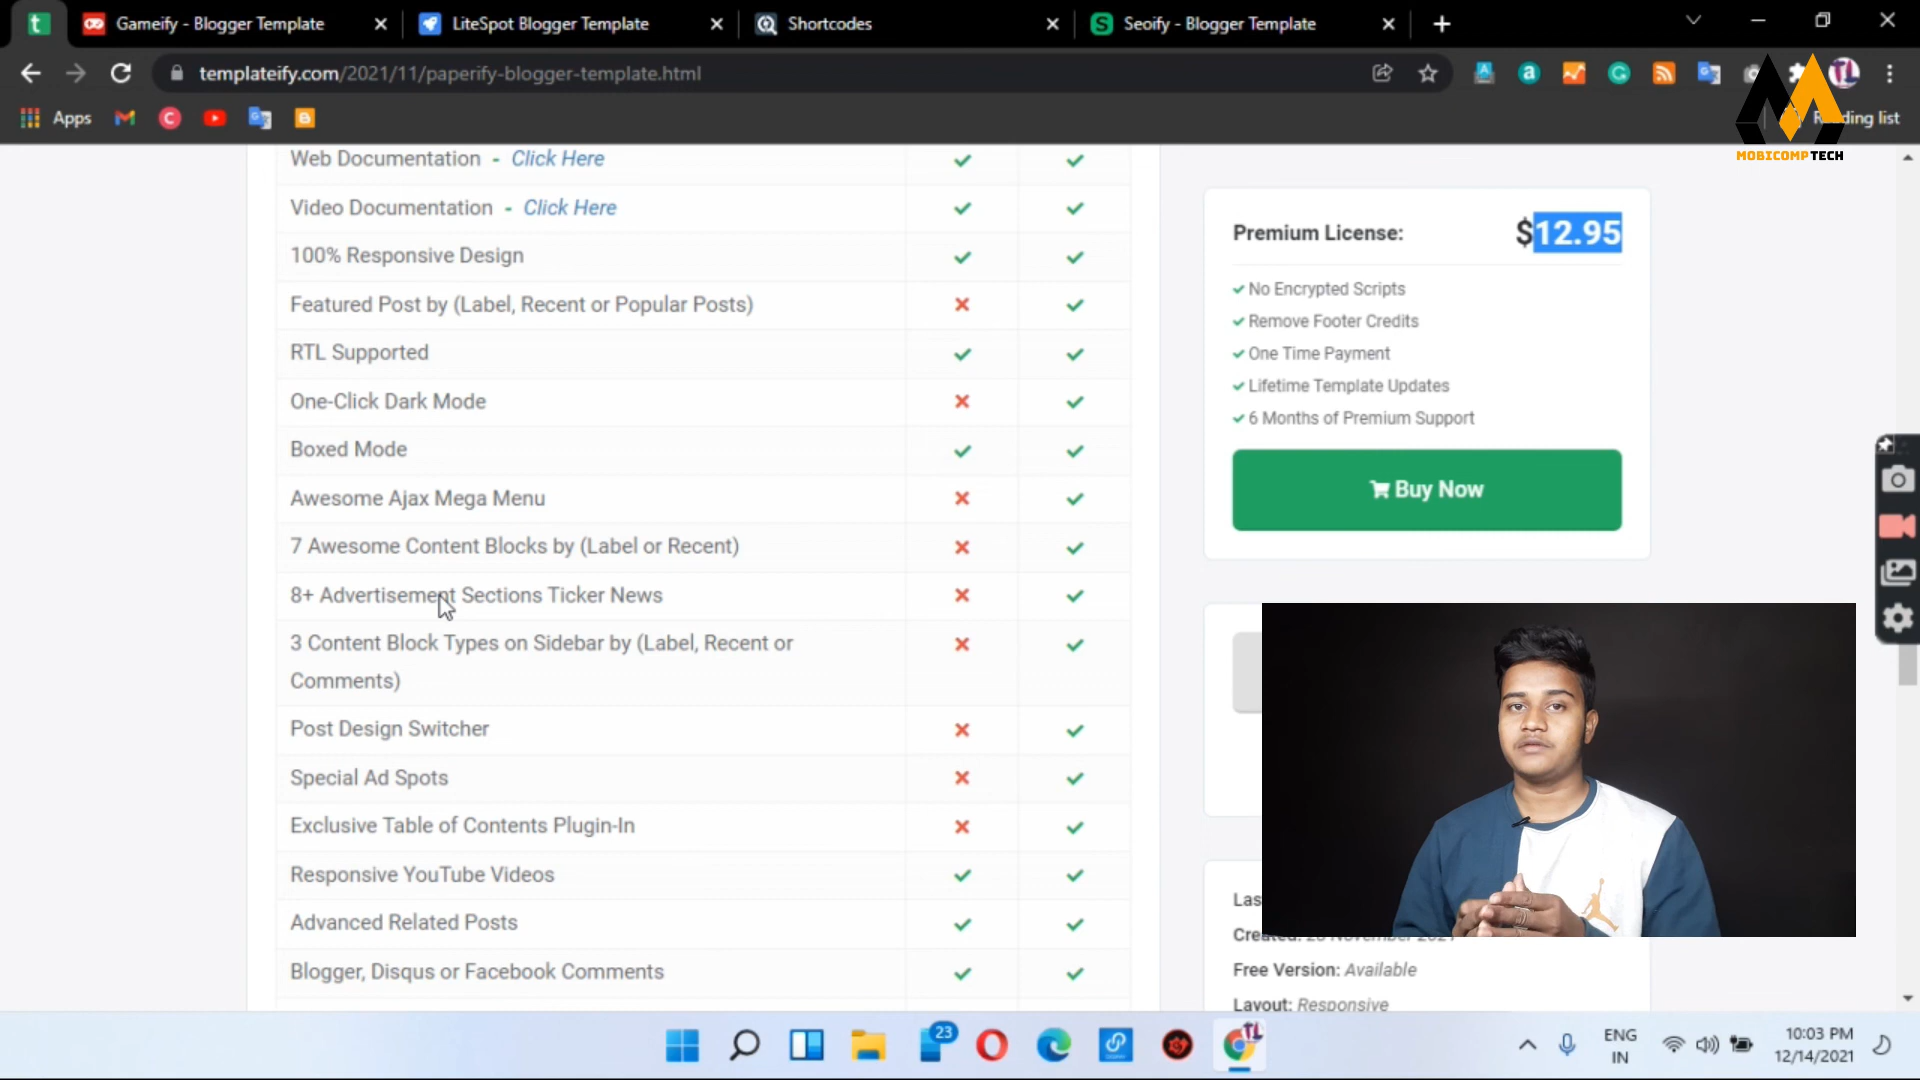 Gameify - Blogger Template
LiteSpot Blogger Template
Shortcodes
Seoify - Blogger Template
templateify.com/2021/11/paperify-blogger-template.html
Apps
Reading list
MOBICOMPTECH
Web Documentation - Click Here
Video Documentation - Click Here
100% Responsive Design
Featured Post by (Label, Recent or Popular Posts)
RTL Supported
One-Click Dark Mode
Boxed Mode
Awesome Ajax Mega Menu
7 Awesome Content Blocks by (Label or Recent)
8+ Advertisement Sections Ticker News
3 Content Block Types on Sidebar by (Label, Recent or
Comments)
Post Design Switcher
Special Ad Spots
Exclusive Table of Contents Plugin-In
Responsive YouTube Videos
Advanced Related Posts
Blogger, Disqus or Facebook Comments
Premium License: $12.95
No Encrypted Scripts
Remove Footer Credits
One Time Payment
Lifetime Template Updates
6 Months of Premium Support
Buy Now
Created:
Free Version: Available
Layout: Responsive
23
TL
ENG
IN
10:03 PM
12/14/2021